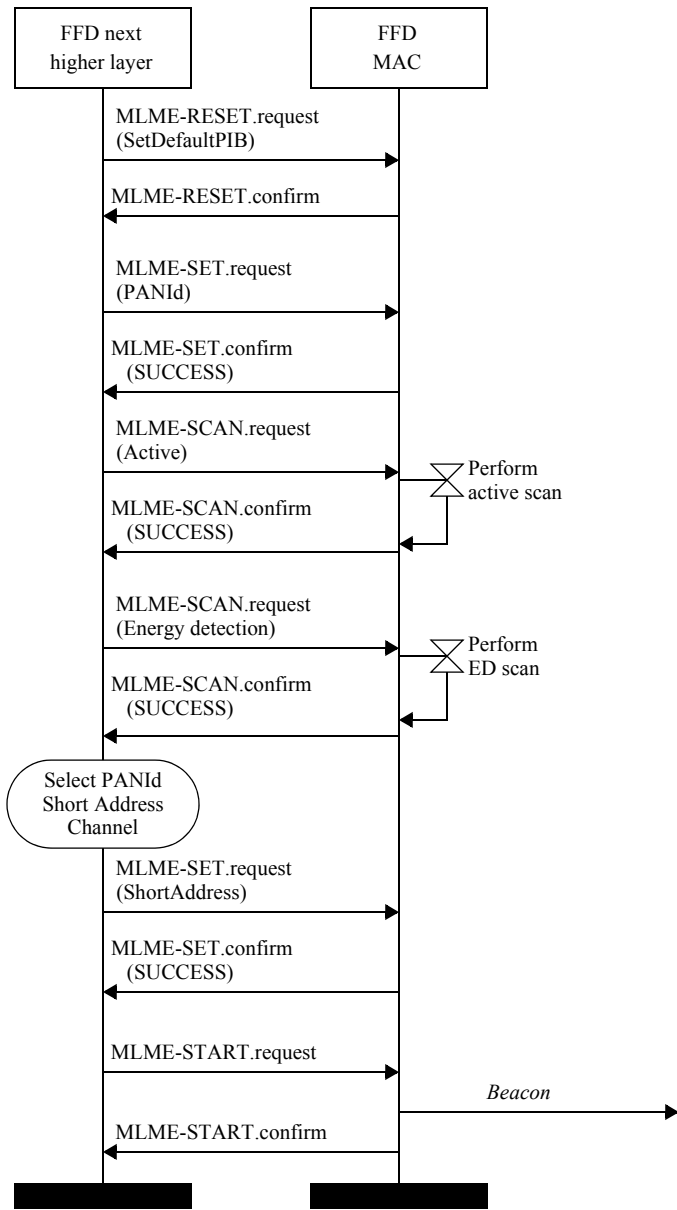 FFD next
higher layer
FFD
MAC
MLME-RESET.request
(SetDefaultPIB)
MLME-RESET.confirm
MLME-SET.request
(PANId)
MLME-SET.confirm
(SUCCESS)
MLME-SCAN.request
(Active)
Perform
active scan
MLME-SCAN.confirm
(SUCCESS)
MLME-SCAN.request
(Energy detection)
Perform
ED scan
MLME-SCAN.confirm
(SUCCESS)
Select PANId
Short Address
Channel
MLME-SET.request
(ShortAddress)
MLME-SET.confirm
(SUCCESS)
MLME-START.request
Beacon
MLME-START.confirm